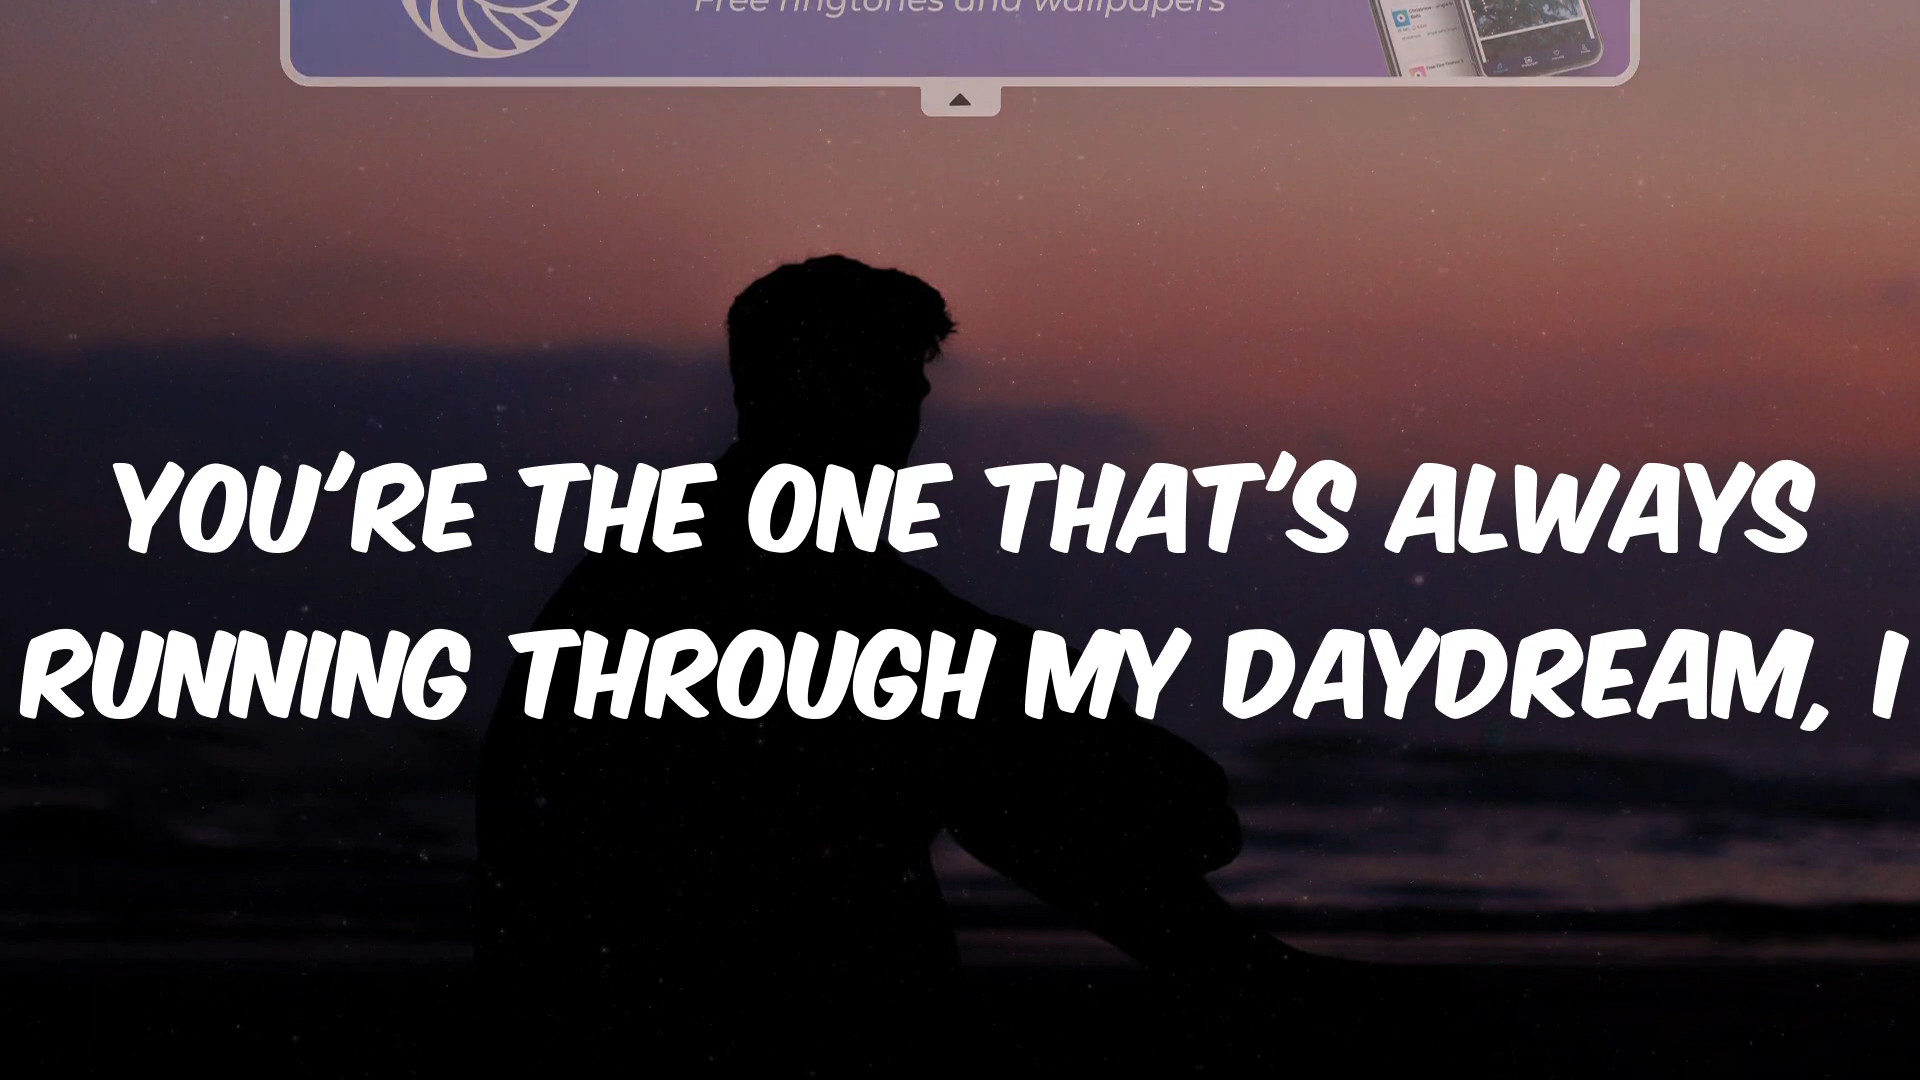 Free ringtones and wallpapers
YOU'RE THE ONE THAT'S ALWAYS
RUNNING THROUGH MY DAYDREAM, I